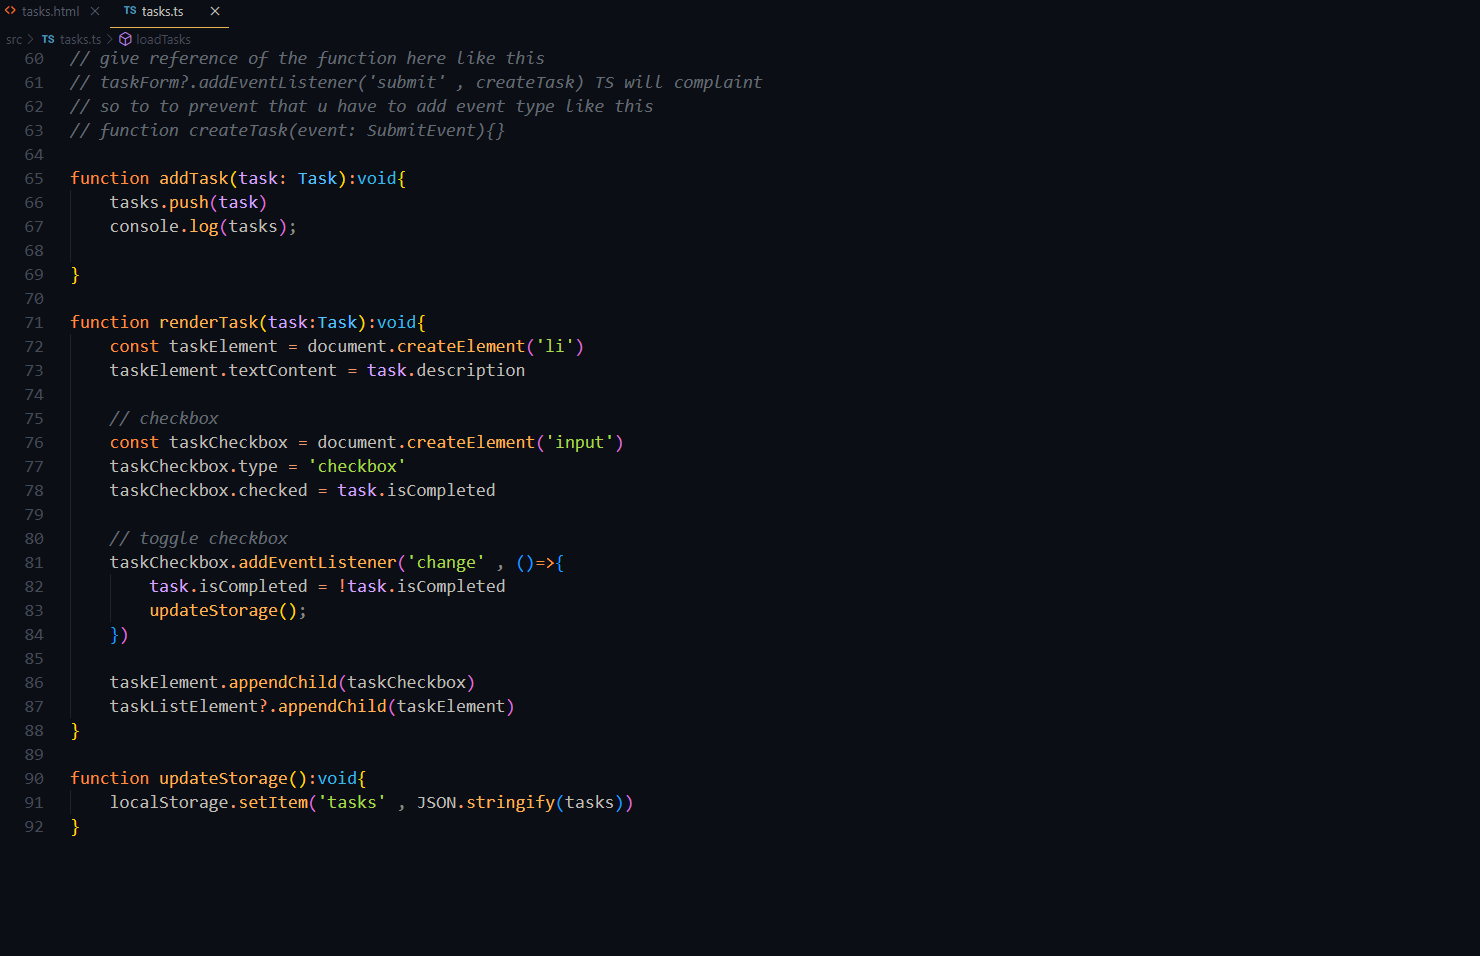 tasks.html
TS tasks.ts
src > TS tasks.ts > loadTasks
60 // give reference of the function here like this
61 // taskForm?.addEventListener('submit' , createTask) TS will complaint
62 // so to to prevent that u have to add event type like this
63 // function createTask(event: SubmitEvent){}
64
65 function addTask(task: Task):void{
66 tasks.push(task)
67 console.log(tasks);
68
69 }
70
71 function renderTask(task:Task):void{
72 const taskElement = document.createElement('li')
73 taskElement.textContent = task.description
74
75 // checkbox
76 const taskCheckbox = document.createElement('input')
77 taskCheckbox.type = 'checkbox'
78 taskCheckbox.checked = task.isCompleted
79
80 // toggle checkbox
81 taskCheckbox.addEventListener('change' , ()=>{
82 task.isCompleted = !task.isCompleted
83 updateStorage();
84 })
85
86 taskElement.appendChild(taskCheckbox)
87 taskListElement?.appendChild(taskElement)
88 }
89
90 function updateStorage():void{
91 localStorage.setItem('tasks' , JSON.stringify(tasks))
92 }